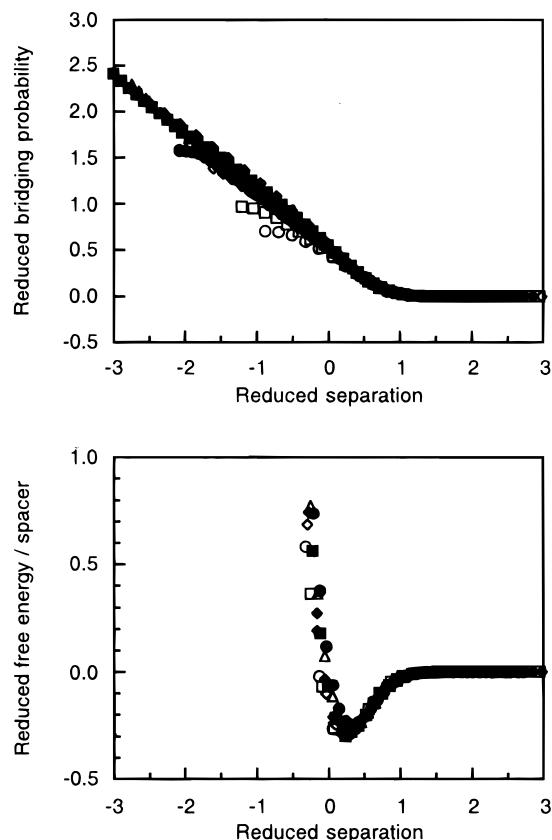 3.0
2.5
2.0
1.5
1.0
0.5
0.0
-0.5
Reduced bridging probability
-3 -2 -1 0 1 2 3
Reduced separation
1.0
0.5
0.0
-0.5
Reduced free energy / spacer
-3 -2 -1 0 1 2 3
Reduced separation